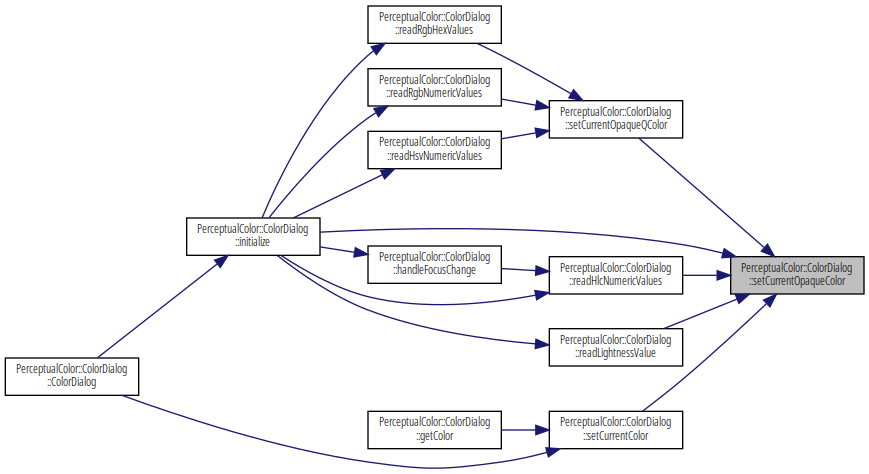 PerceptualColor::ColorDialog
::readRgbHexValues
PerceptualColor::ColorDialog
::readRgbNumericValues
PerceptualColor::ColorDialog
::setCurrentOpaqueQColor
PerceptualColor::ColorDialog
::readHsvNumericValues
PerceptualColor::ColorDialog
::initialize
PerceptualColor::ColorDialog
::handleFocusChange
PerceptualColor::ColorDialog
::readHlcNumericValues
PerceptualColor::ColorDialog
::setCurrentOpaqueColor
PerceptualColor::ColorDialog
::readLightnessValue
PerceptualColor::ColorDialog
::ColorDialog
PerceptualColor::ColorDialog
::getColor
PerceptualColor::ColorDialog
::setCurrentColor